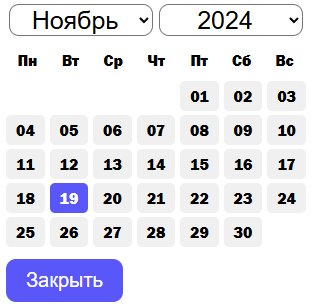 Ноябрь 2024
Пн Вт Ср Чт Пт Сб Вс
01 02 03
04 05 06 07 08 09 10
11 12 13 14 15 16 17
18 19 20 21 22 23 24
25 26 27 28 29 30
Закрыть